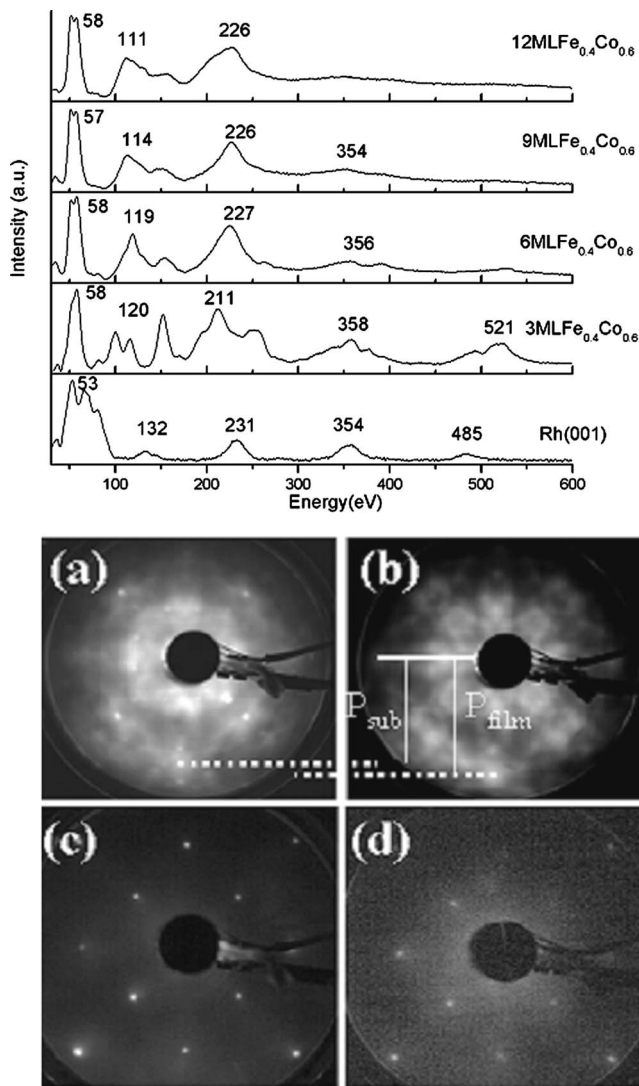 58 111 226 12MLFe0.4Co0.6
57 114 226 354 9MLFe0.4Co0.6
58 119 227 356 6MLFe0.4Co0.6
58 120 211 358 521 3MLFe0.4Co0.6
53 132 231 354 485 Rh(001)
Intensity (a.u.)
100 200 300 400 500 600
Energy(eV)
(a) (b)
Psub Pfilm
(c) (d)